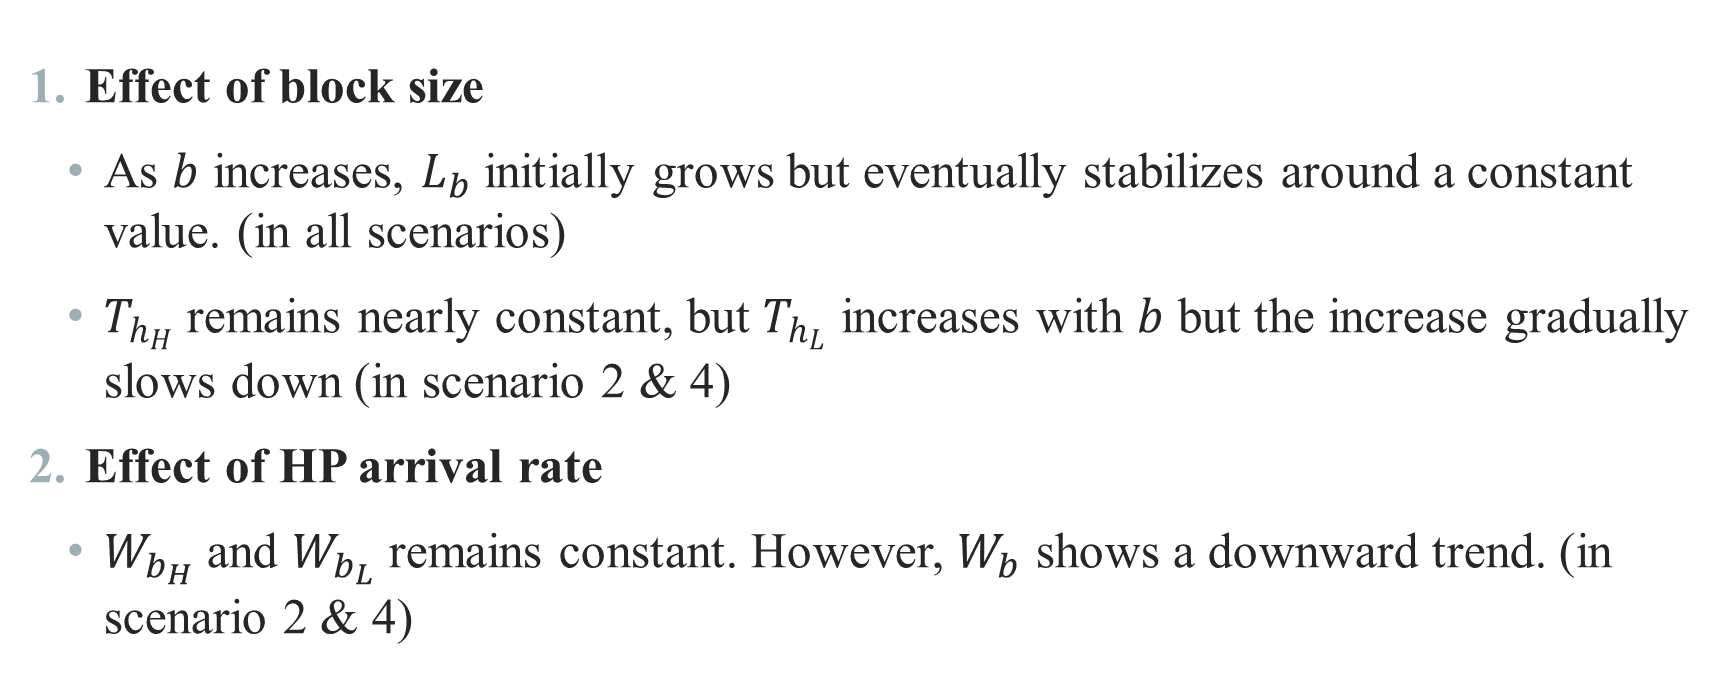 1. Effect of block size
• As b increases, L_b initially grows but eventually stabilizes around a constant
value. (in all scenarios)
• T_{h_H} remains nearly constant, but T_{h_L} increases with b but the increase gradually
slows down (in scenario 2 & 4)
2. Effect of HP arrival rate
• W_{b_H} and W_{b_L} remains constant. However, W_b shows a downward trend. (in
scenario 2 & 4)